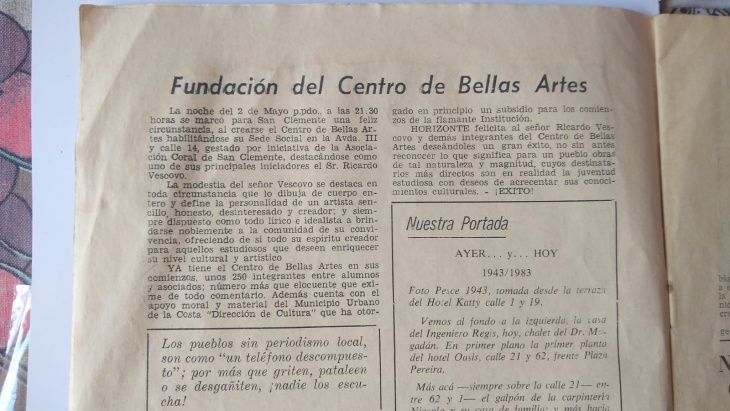 Fundación del Centro de Bellas Artes
La noche del 2 de Mayo p.pdo., a las 21,30
horas se marcó para San Clemente una feliz
circunstancia, al crearse el Centro de Bellas Ar-
tes habilitándose su Sede Social en la Avda. III
y calle 14, gestado por iniciativa de la Asocia-
ción Coral de San Clemente, destacándose como
uno de sus principales iniciadores el Sr. Ricardo
Vescovo.
La modestia del señor Vescovo se destaca en
toda circunstancia que lo dibuja de cuerpo en-
tero y define la personalidad de un artista sen-
cillo, honesto, desinteresado y creador; y siem-
pre dispuesto como todo lírico e idealista a brin-
darse noblemente a la comunidad de su convi-
vencia, ofreciendo de sí todo su espíritu creador
para aquellos estudiosos que deseen enriquecer
su nivel cultural y artístico
YA tiene el Centro de Bellas Artes en sus
comienzos, unos 250 integrantes entre alumnos
y asociados; número más que elocuente que exi-
me de todo comentario. Además cuenta con el
apoyo moral y material del Municipio Urbano
de la Costa "Dirección de Cultura" que ha otor-
gado en principio un subsidio para los comien-
zos de la flamante Institución.
HORIZONTE felicita al señor Ricardo Ves-
covo y demás integrantes del Centro de Bellas
Artes deseándoles un gran éxito, no sin antes
reconocer lo que significa para un pueblo obras
de tal naturaleza y magnitud, cuyos destinata-
rios más directos son en realidad la juventud
estudiosa con deseos de acrecentar sus conoci-
mientos culturales. - ¡EXITO!
Los pueblos sin periodismo local,
son como "un teléfono descompues-
to"; por más que griten, pataleen
o se desgañiten, ¡nadie los escu-
cha!
Nuestra Portada
AYER... y... HOY
1943/1983
Foto Pesce 1943, tomada desde la terraza
del Hotel Katty calle 1 y 19.
Vemos al fondo a la izquierda, la casa
del Ingeniero Regis, hoy, chalet del Dr. Ma-
gadán. En primer plano la primer planta
del hotel Oasis, calle 21 y 62, frente Plaza
Pereira.
Más acá —siempre sobre la calle 21— en-
tre 62 y 1— el galpón de la carpintería